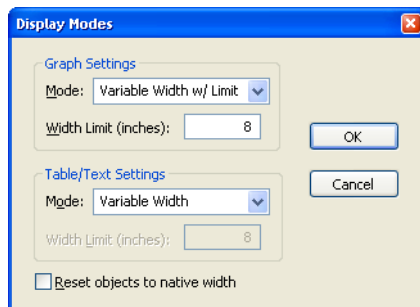 Display Modes
Graph Settings
Mode: Variable Width w/ Limit
Width Limit (inches): 8
OK
Table/Text Settings
Cancel
Mode: Variable Width
Width Limit (inches): 8
Reset objects to native width